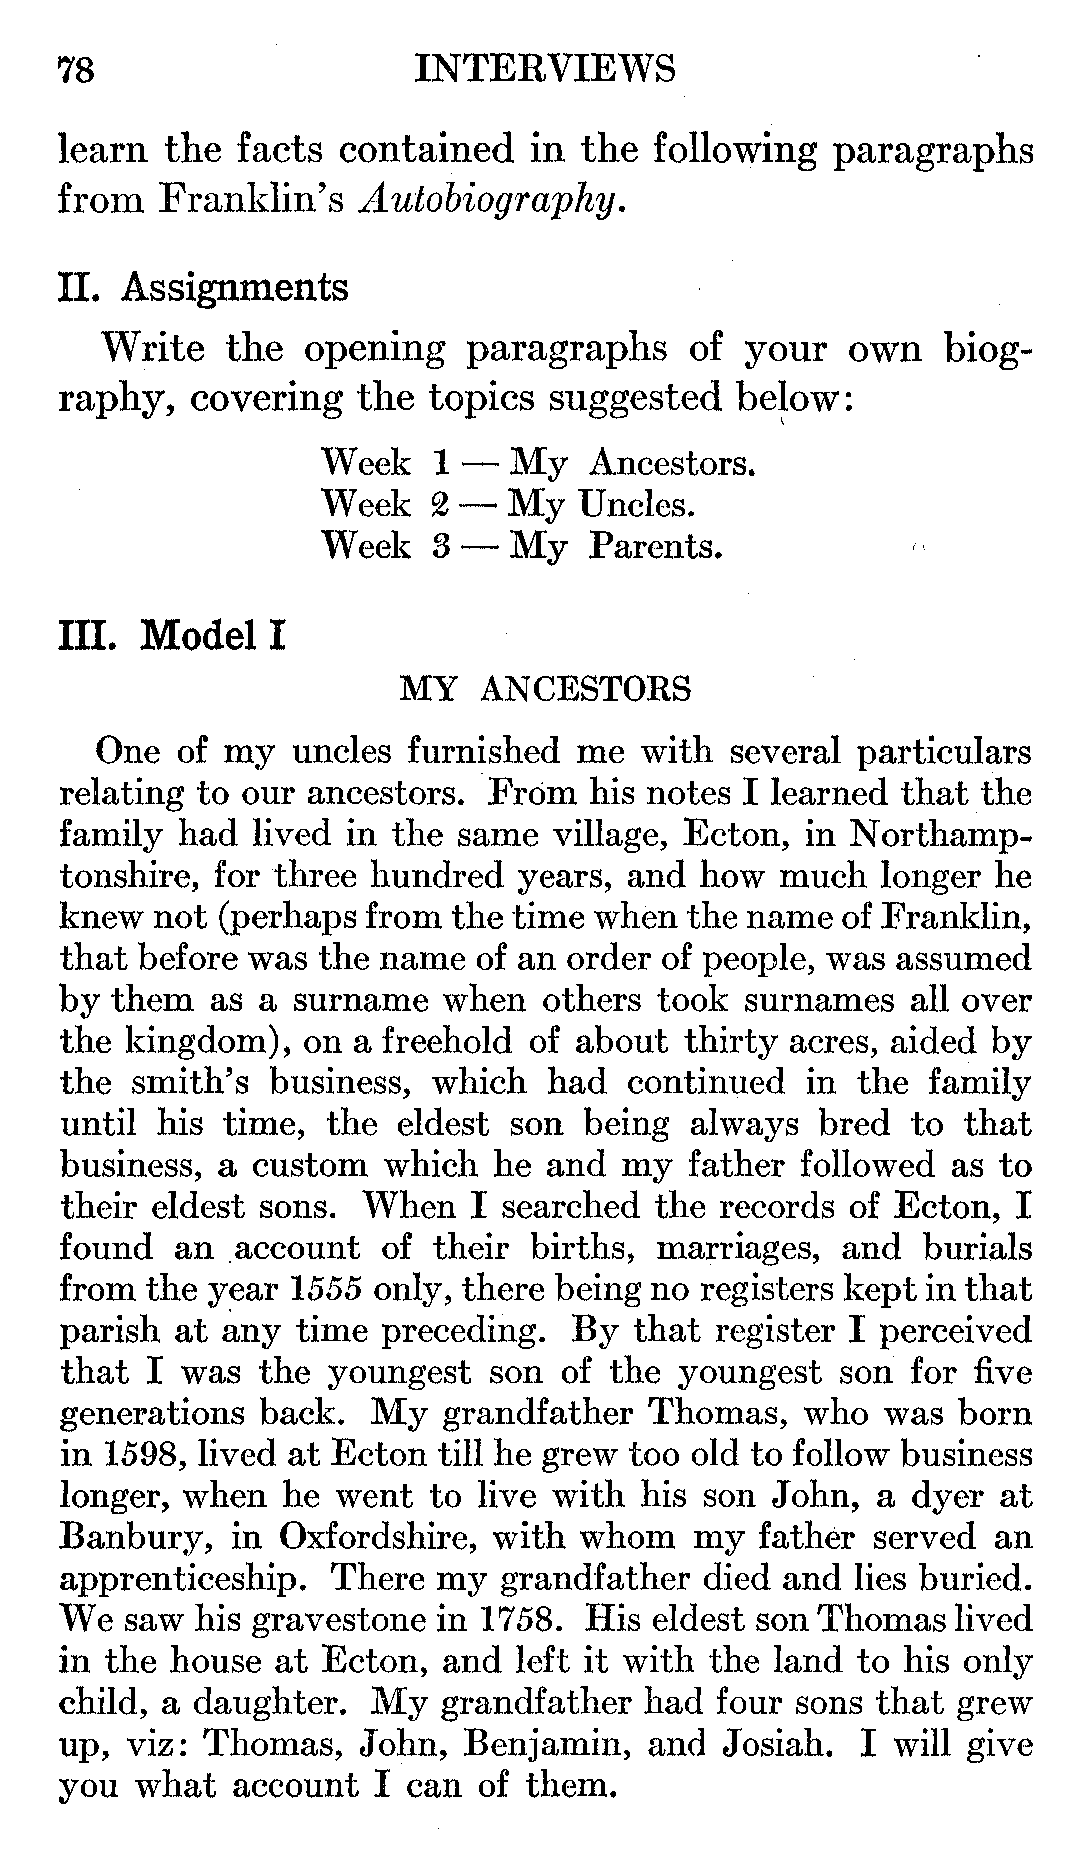 78 INTERVIEWS
learn the facts contained in the following paragraphs
from Franklin's Autobiography.
II. Assignments
Write the opening paragraphs of your own biog-
raphy, covering the topics suggested below:
Week 1 — My Ancestors.
Week 2 — My Uncles.
Week 3 — My Parents.
III. Model I
MY ANCESTORS
One of my uncles furnished me with several particulars
relating to our ancestors. From his notes I learned that the
family had lived in the same village, Ecton, in Northamp-
tonshire, for three hundred years, and how much longer he
knew not (perhaps from the time when the name of Franklin,
that before was the name of an order of people, was assumed
by them as a surname when others took surnames all over
the kingdom), on a freehold of about thirty acres, aided by
the smith's business, which had continued in the family
until his time, the eldest son being always bred to that
business, a custom which he and my father followed as to
their eldest sons. When I searched the records of Ecton, I
found an account of their births, marriages, and burials
from the year 1555 only, there being no registers kept in that
parish at any time preceding. By that register I perceived
that I was the youngest son of the youngest son for five
generations back. My grandfather Thomas, who was born
in 1598, lived at Ecton till he grew too old to follow business
longer, when he went to live with his son John, a dyer at
Banbury, in Oxfordshire, with whom my father served an
apprenticeship. There my grandfather died and lies buried.
We saw his gravestone in 1758. His eldest son Thomas lived
in the house at Ecton, and left it with the land to his only
child, a daughter. My grandfather had four sons that grew
up, viz: Thomas, John, Benjamin, and Josiah. I will give
you what account I can of them.